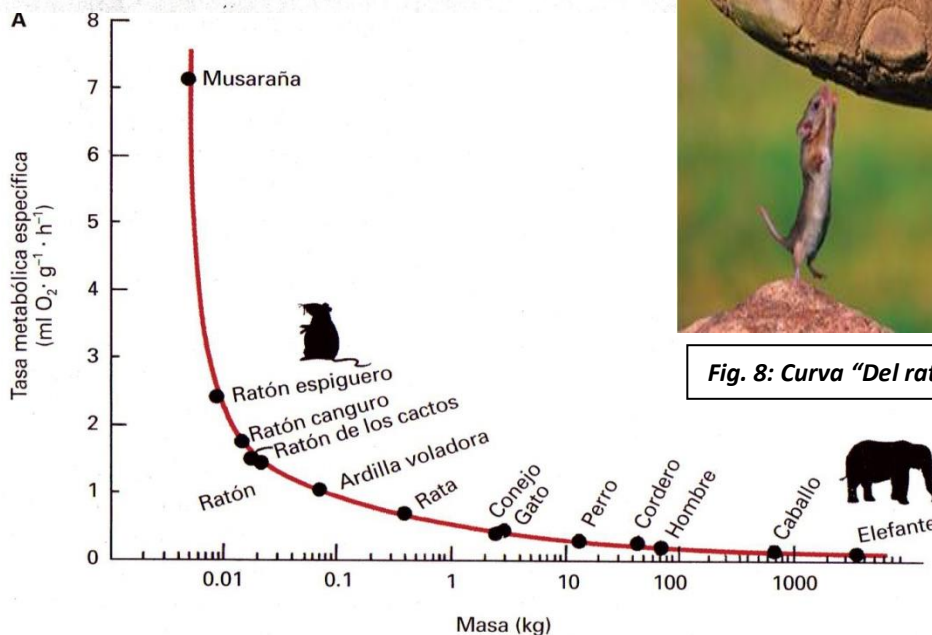 A
8
7
6
5
4
3
2
1
0
Tasa metabólica específica
(ml O₂· g⁻¹ · h⁻¹)
Musaraña
Ratón espiguero
Ratón canguro
Ratón de los cactos
Ratón
Ardilla voladora
Rata
Conejo
Gato
Perro
Cordero
Hombre
Caballo
Elefante
0.01
0.1
1
10
100
1000
Masa (kg)
Fig. 8: Curva “Del rat